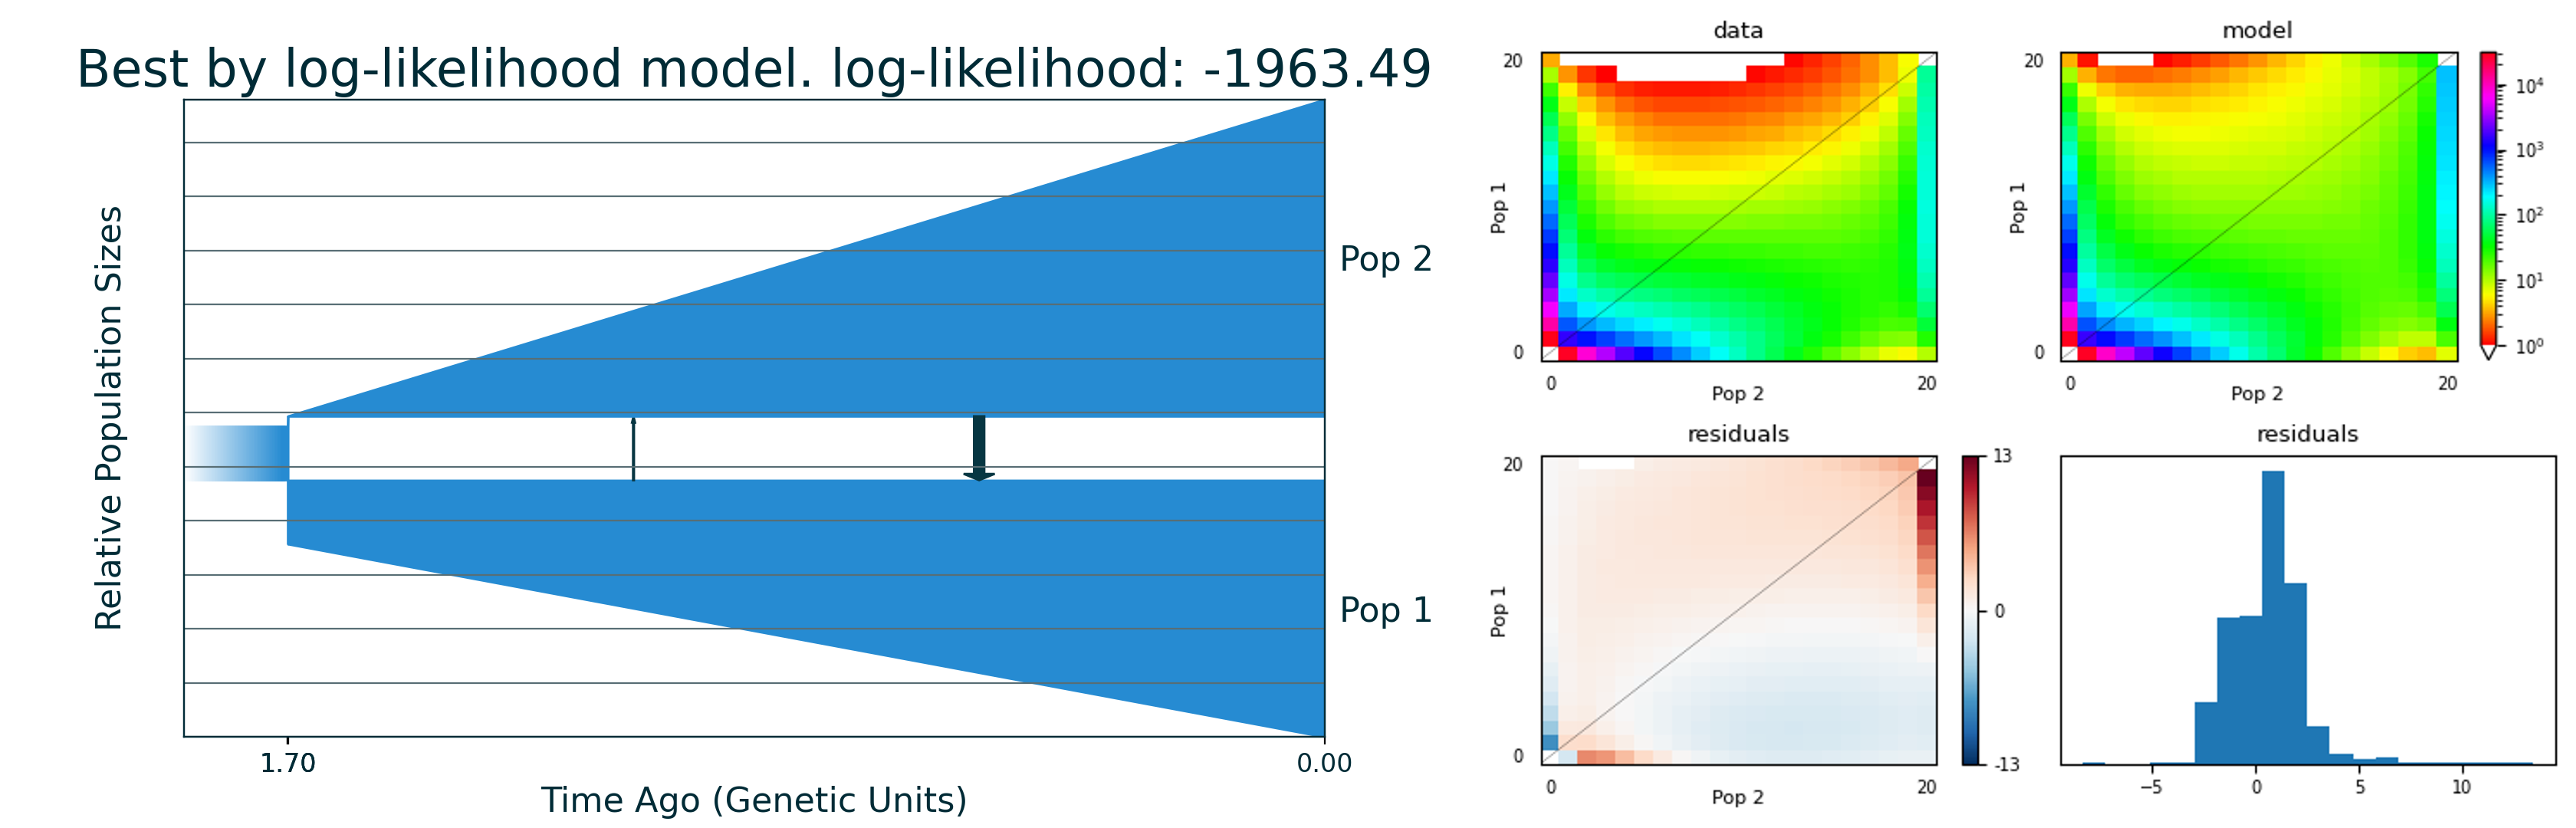 Best by log-likelihood model. log-likelihood: -1963.49
Relative Population Sizes
Pop 2
Pop 1
1.70
0.00
Time Ago (Genetic Units)
data
20
Pop 1
0
0
20
Pop 2
model
20
Pop 1
0
0
20
Pop 2
10⁴
10³
10²
10¹
10⁰
residuals
20
Pop 1
0
0
20
Pop 2
13
0
-13
residuals
−5
0
5
10